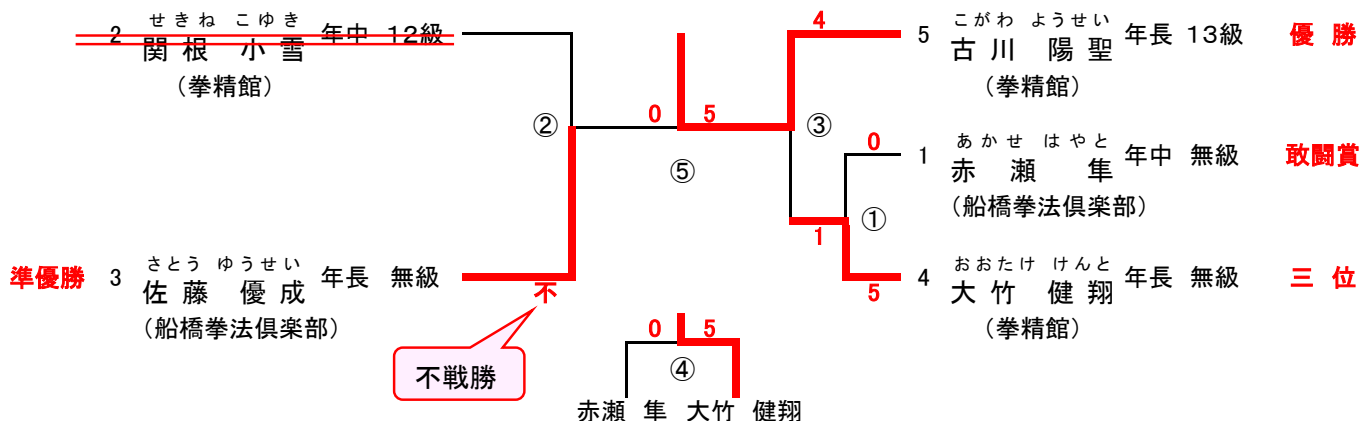 せきね こゆき
2 関根 小雪 年中 12級
(拳精館)
②
準優勝 3 さとう ゆうせい
佐藤 優成 年長 無級
(船橋拳法倶楽部)
不
不戦勝
0 5
⑤
4
③
こがわ ようせい
5 古川 陽聖 年長 13級 優勝
(拳精館)
0
あかせ はやと
1 赤瀬 隼 年中 無級 敢闘賞
(船橋拳法倶楽部)
①
1
5
おおたけ けんと
4 大竹 健翔 年長 無級 三位
(拳精館)
0 5
④
赤瀬 隼 大竹 健翔